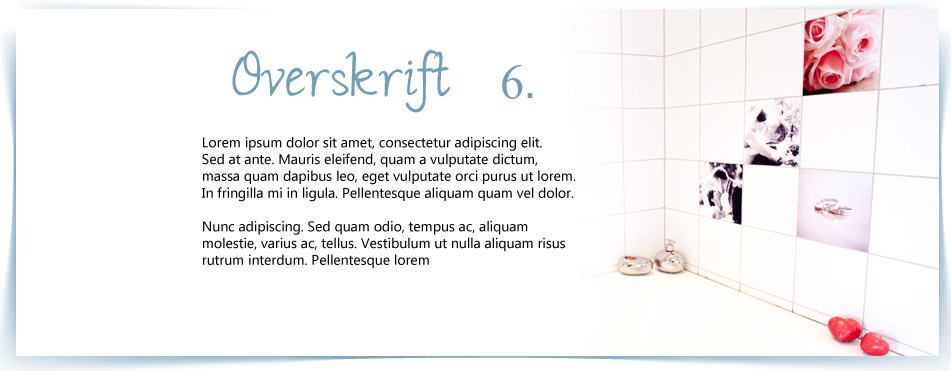 Overskrift 6.
Lorem ipsum dolor sit amet, consectetur adipiscing elit.
Sed at ante. Mauris eleifend, quam a vulputate dictum,
massa quam dapibus leo, eget vulputate orci purus ut lorem.
In fringilla mi in ligula. Pellentesque aliquam quam vel dolor.
Nunc adipiscing. Sed quam odio, tempus ac, aliquam
molestie, varius ac, tellus. Vestibulum ut nulla aliquam risus
rutrum interdum. Pellentesque lorem